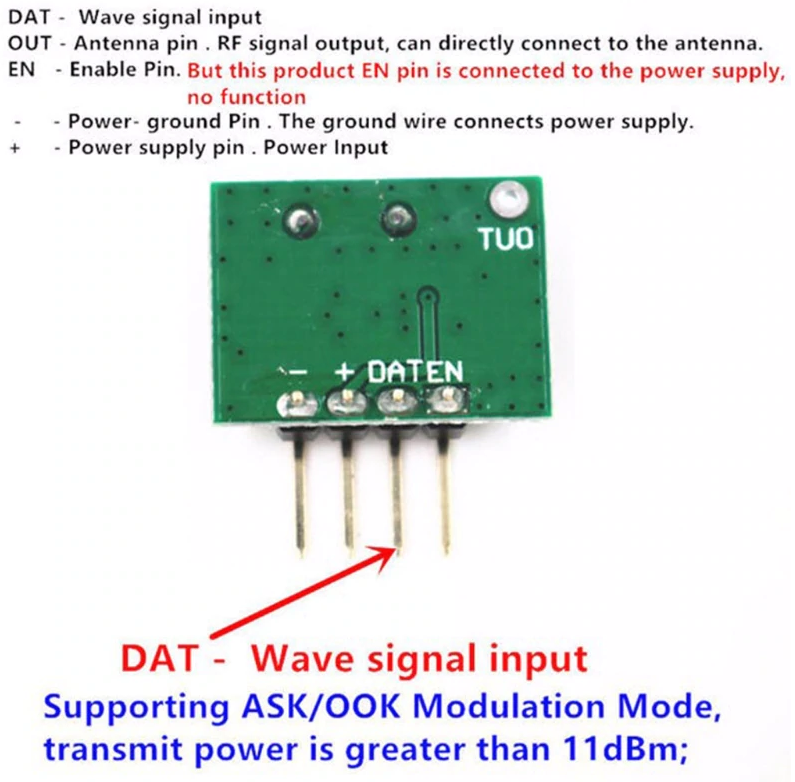 DAT - Wave signal input
OUT - Antenna pin . RF signal output, can directly connect to the antenna.
EN - Enable Pin. But this product EN pin is connected to the power supply,
no function
- - Power- ground Pin . The ground wire connects power supply.
+ - Power supply pin . Power Input
TUO
- + DATEN
DAT - Wave signal input
Supporting ASK/OOK Modulation Mode,
transmit power is greater than 11dBm;